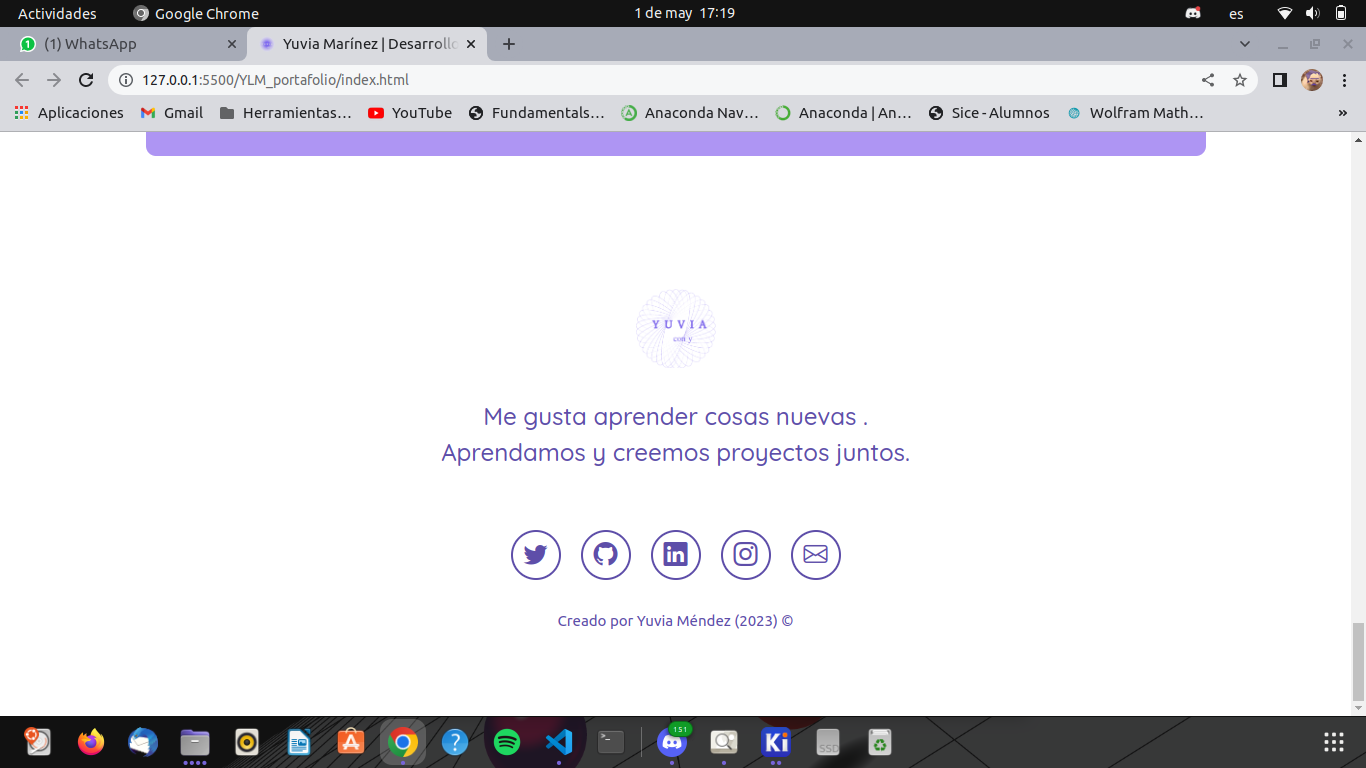 Actividades Google Chrome 1 de may 17:19 es
(1) WhatsApp Yuvia Marínez | Desarrollo
127.0.0.1:5500/YLM_portafolio/index.html
Aplicaciones Gmail Herramientas… YouTube Fundamentals… Anaconda Nav… Anaconda | An… Sice - Alumnos Wolfram Math… »
YUVIA
con y
Me gusta aprender cosas nuevas .
Aprendamos y creemos proyectos juntos.
in
Creado por Yuvia Méndez (2023) ©
151
Ki
SSD